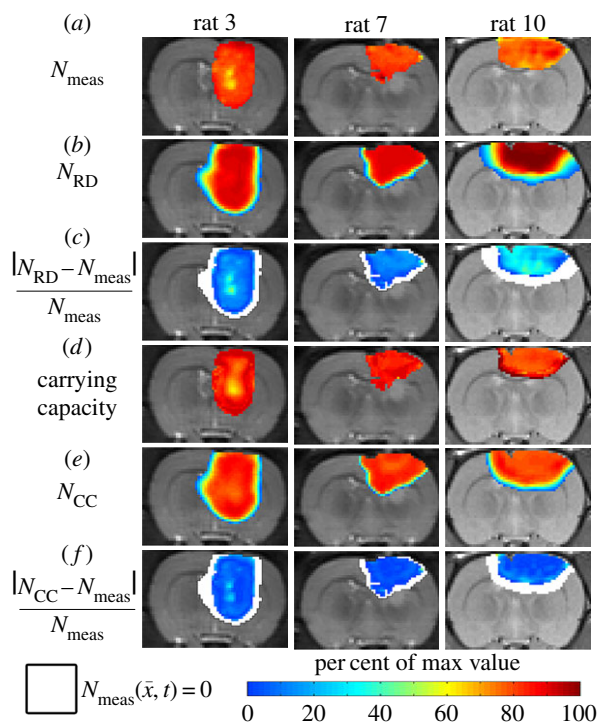 rat 3 rat 7 rat 10
(a)
N_meas
(b)
N_RD
(c)
|N_RD – N_meas|
N_meas
(d)
carrying
capacity
(e)
N_CC
(f)
|N_CC – N_meas|
N_meas
per cent of max value
N_meas(x̄, t) = 0
0 20 40 60 80 100